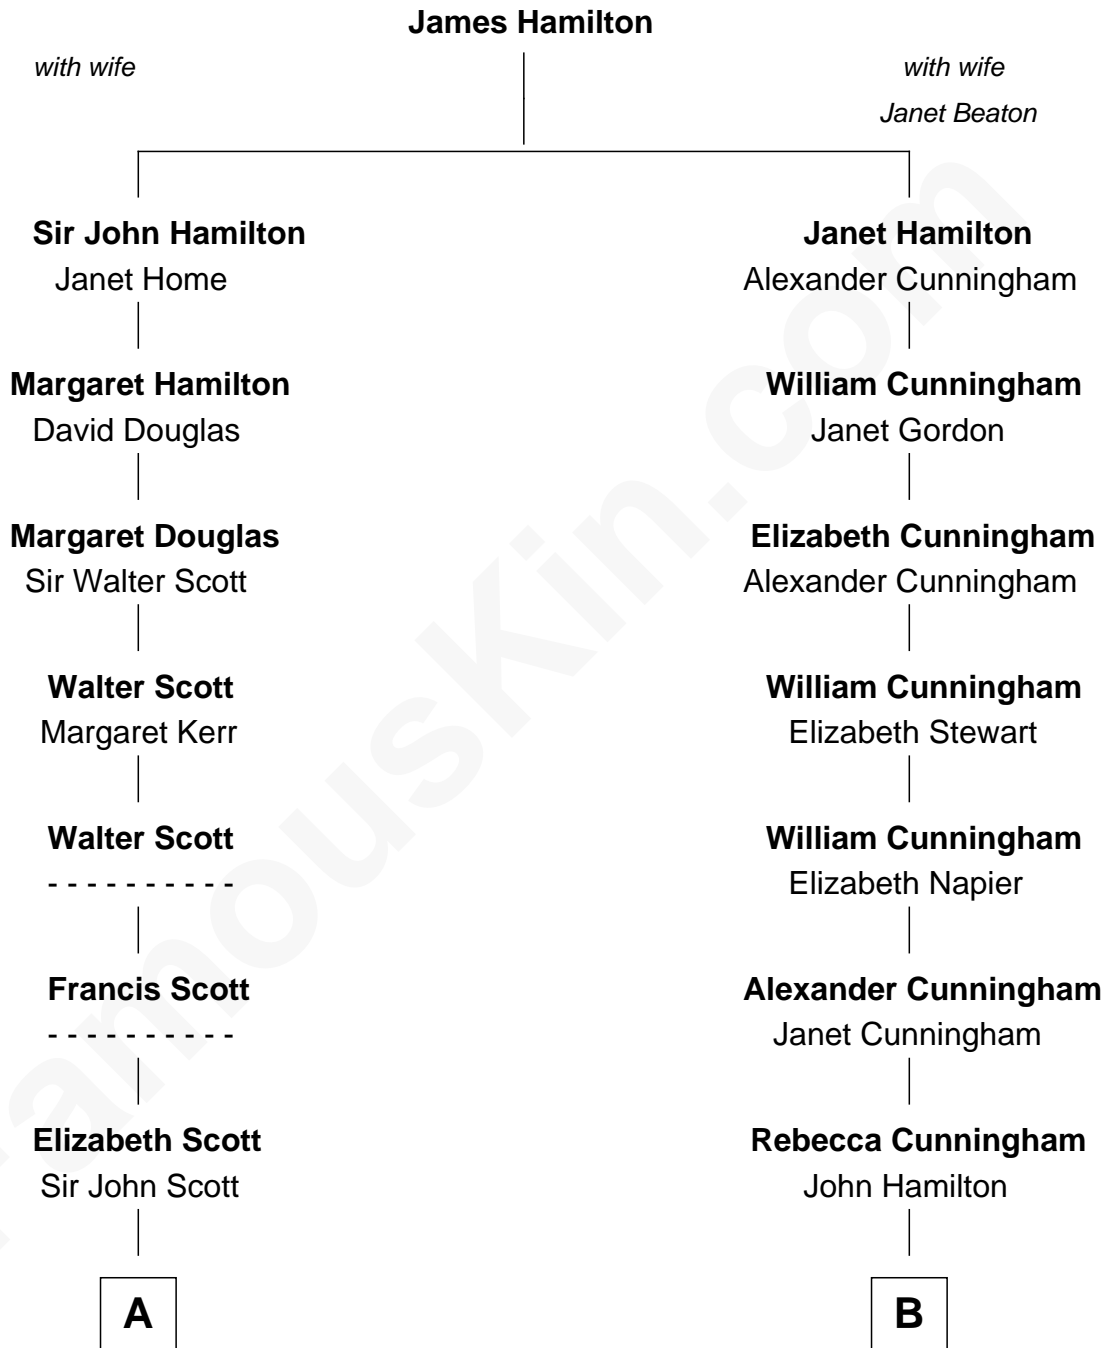 James Hamilton
with wife
with wife
Janet Beaton
Sir John Hamilton
Janet Home
Janet Hamilton
Alexander Cunningham
Margaret Hamilton
David Douglas
William Cunningham
Janet Gordon
Margaret Douglas
Sir Walter Scott
Elizabeth Cunningham
Alexander Cunningham
Walter Scott
Margaret Kerr
William Cunningham
Elizabeth Stewart
Walter Scott
- - - - - - - - - -
William Cunningham
Elizabeth Napier
Francis Scott
- - - - - - - - - -
Alexander Cunningham
Janet Cunningham
Elizabeth Scott
Sir John Scott
Rebecca Cunningham
John Hamilton
A
B
FamousKin.com